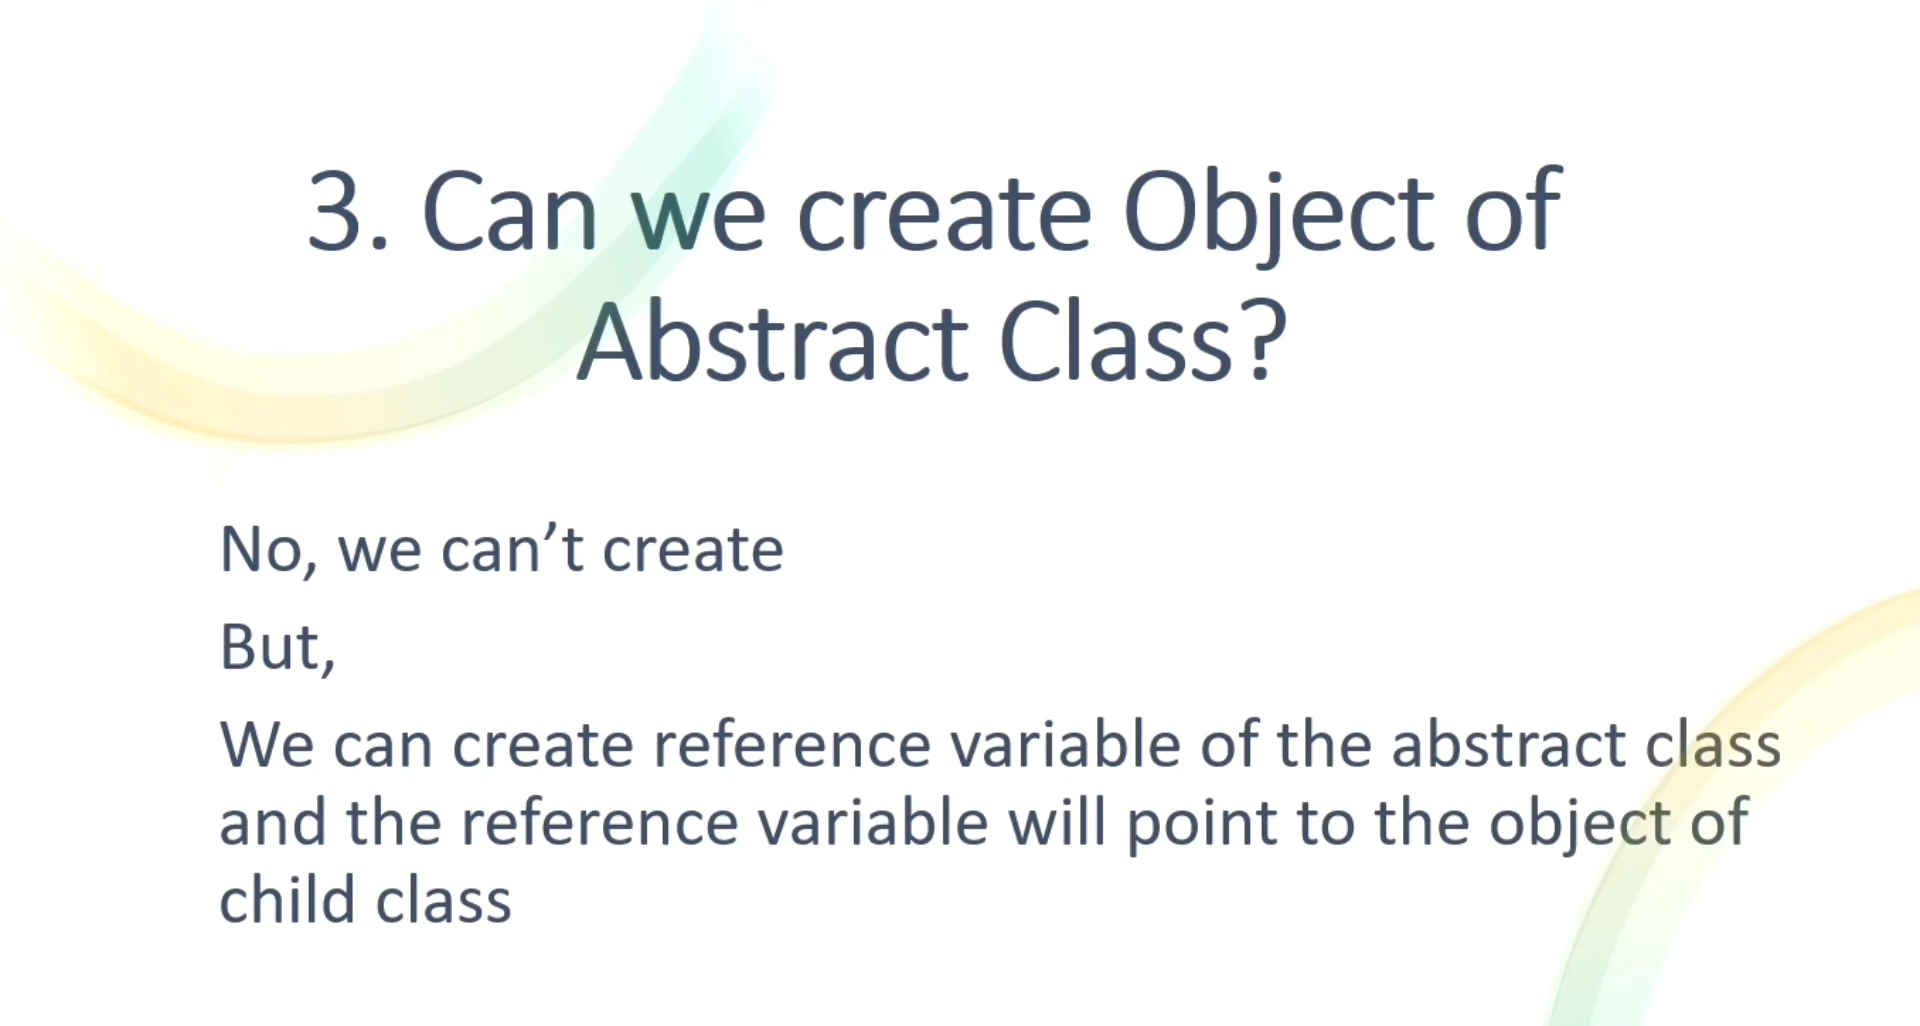 3. Can we create Object of
Abstract Class?
No, we can’t create
But,
We can create reference variable of the abstract class
and the reference variable will point to the object of
child class